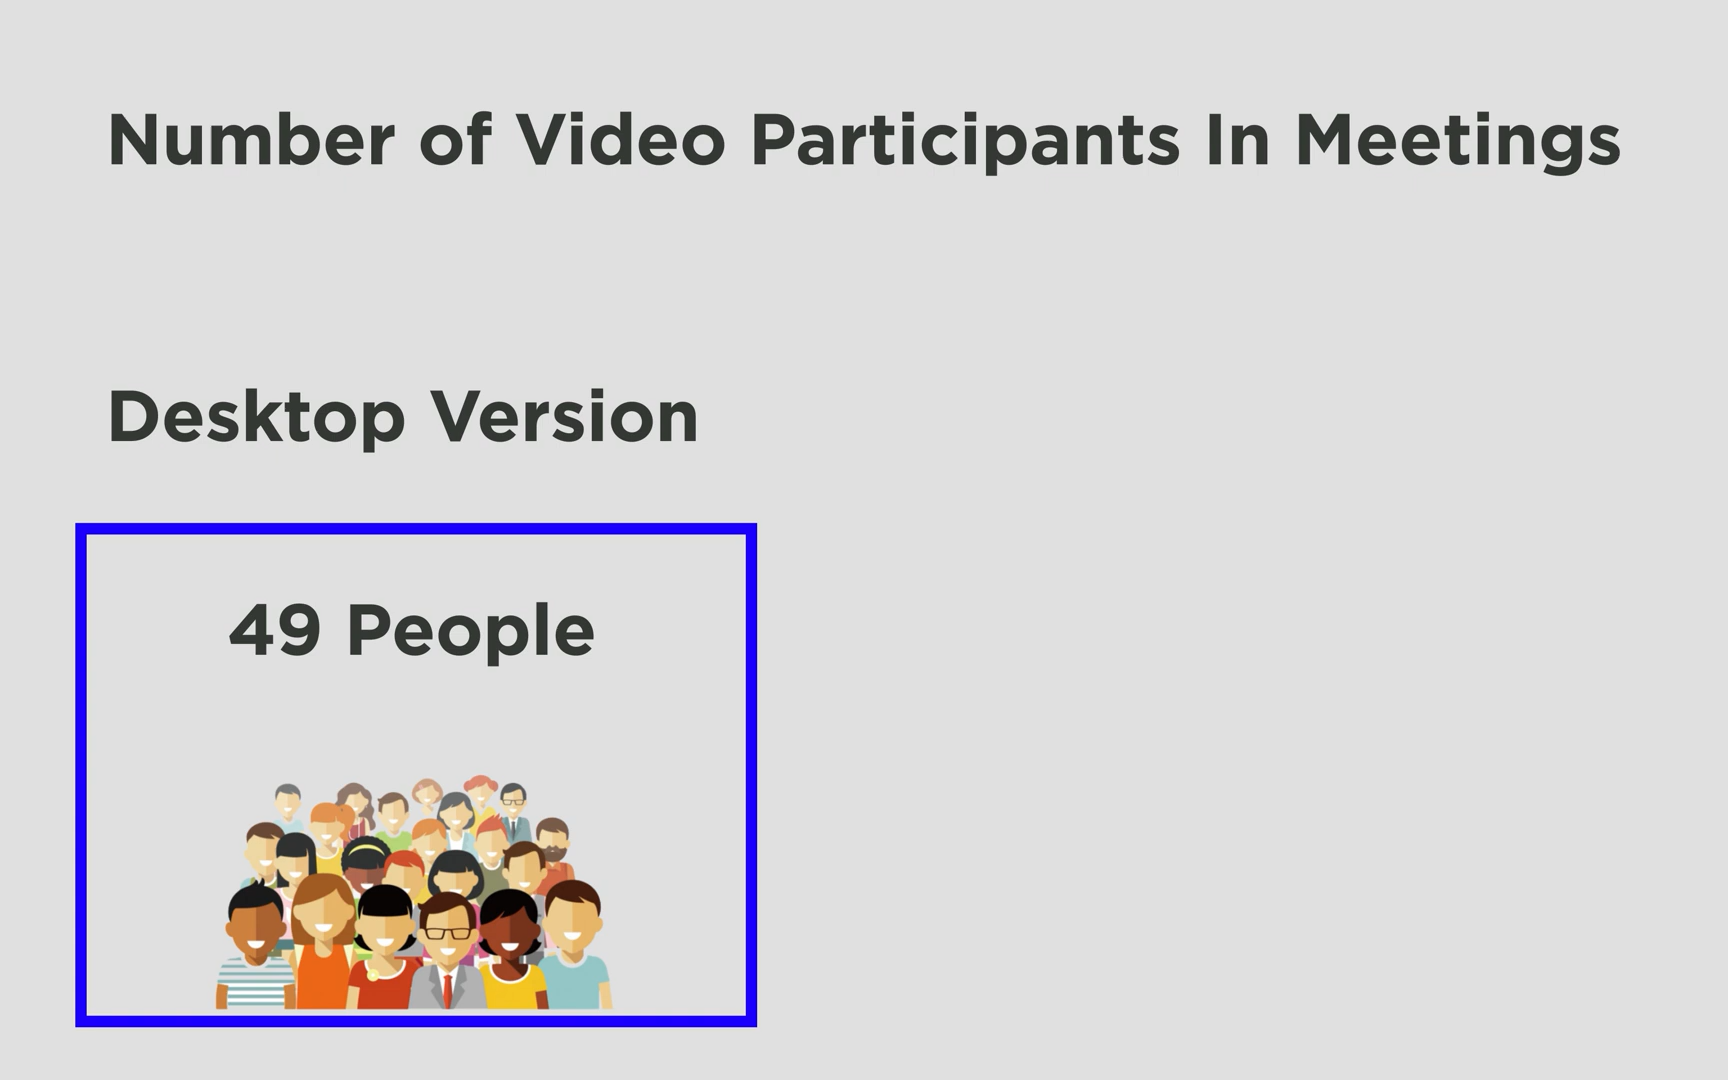 Number of Video Participants In Meetings
Desktop Version
49 People